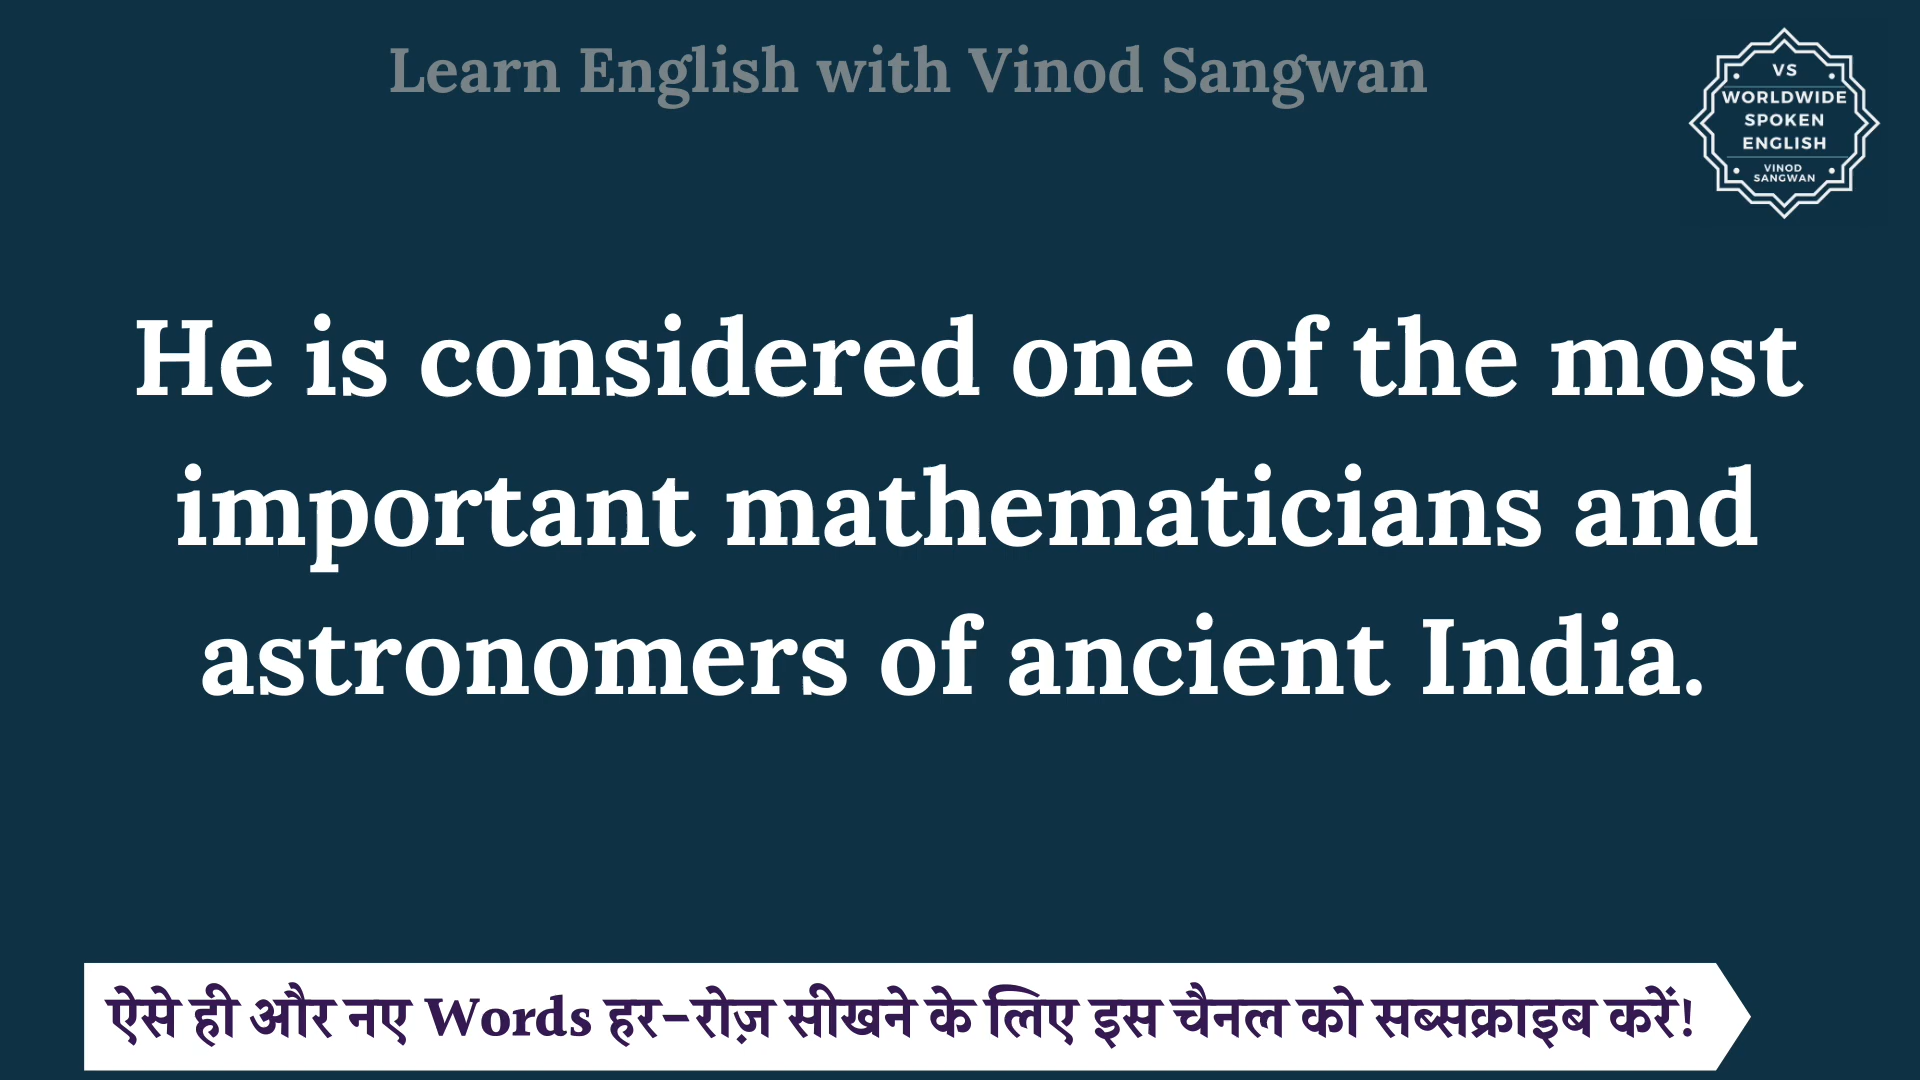 Learn English with Vinod Sangwan
VS
WORLDWIDE
SPOKEN
ENGLISH
VINOD
SANGWAN
He is considered one of the most
important mathematicians and
astronomers of ancient India.
ऐसे ही और नए Words हर-रोज़ सीखने के लिए इस चैनल को सब्सक्राइब करें!